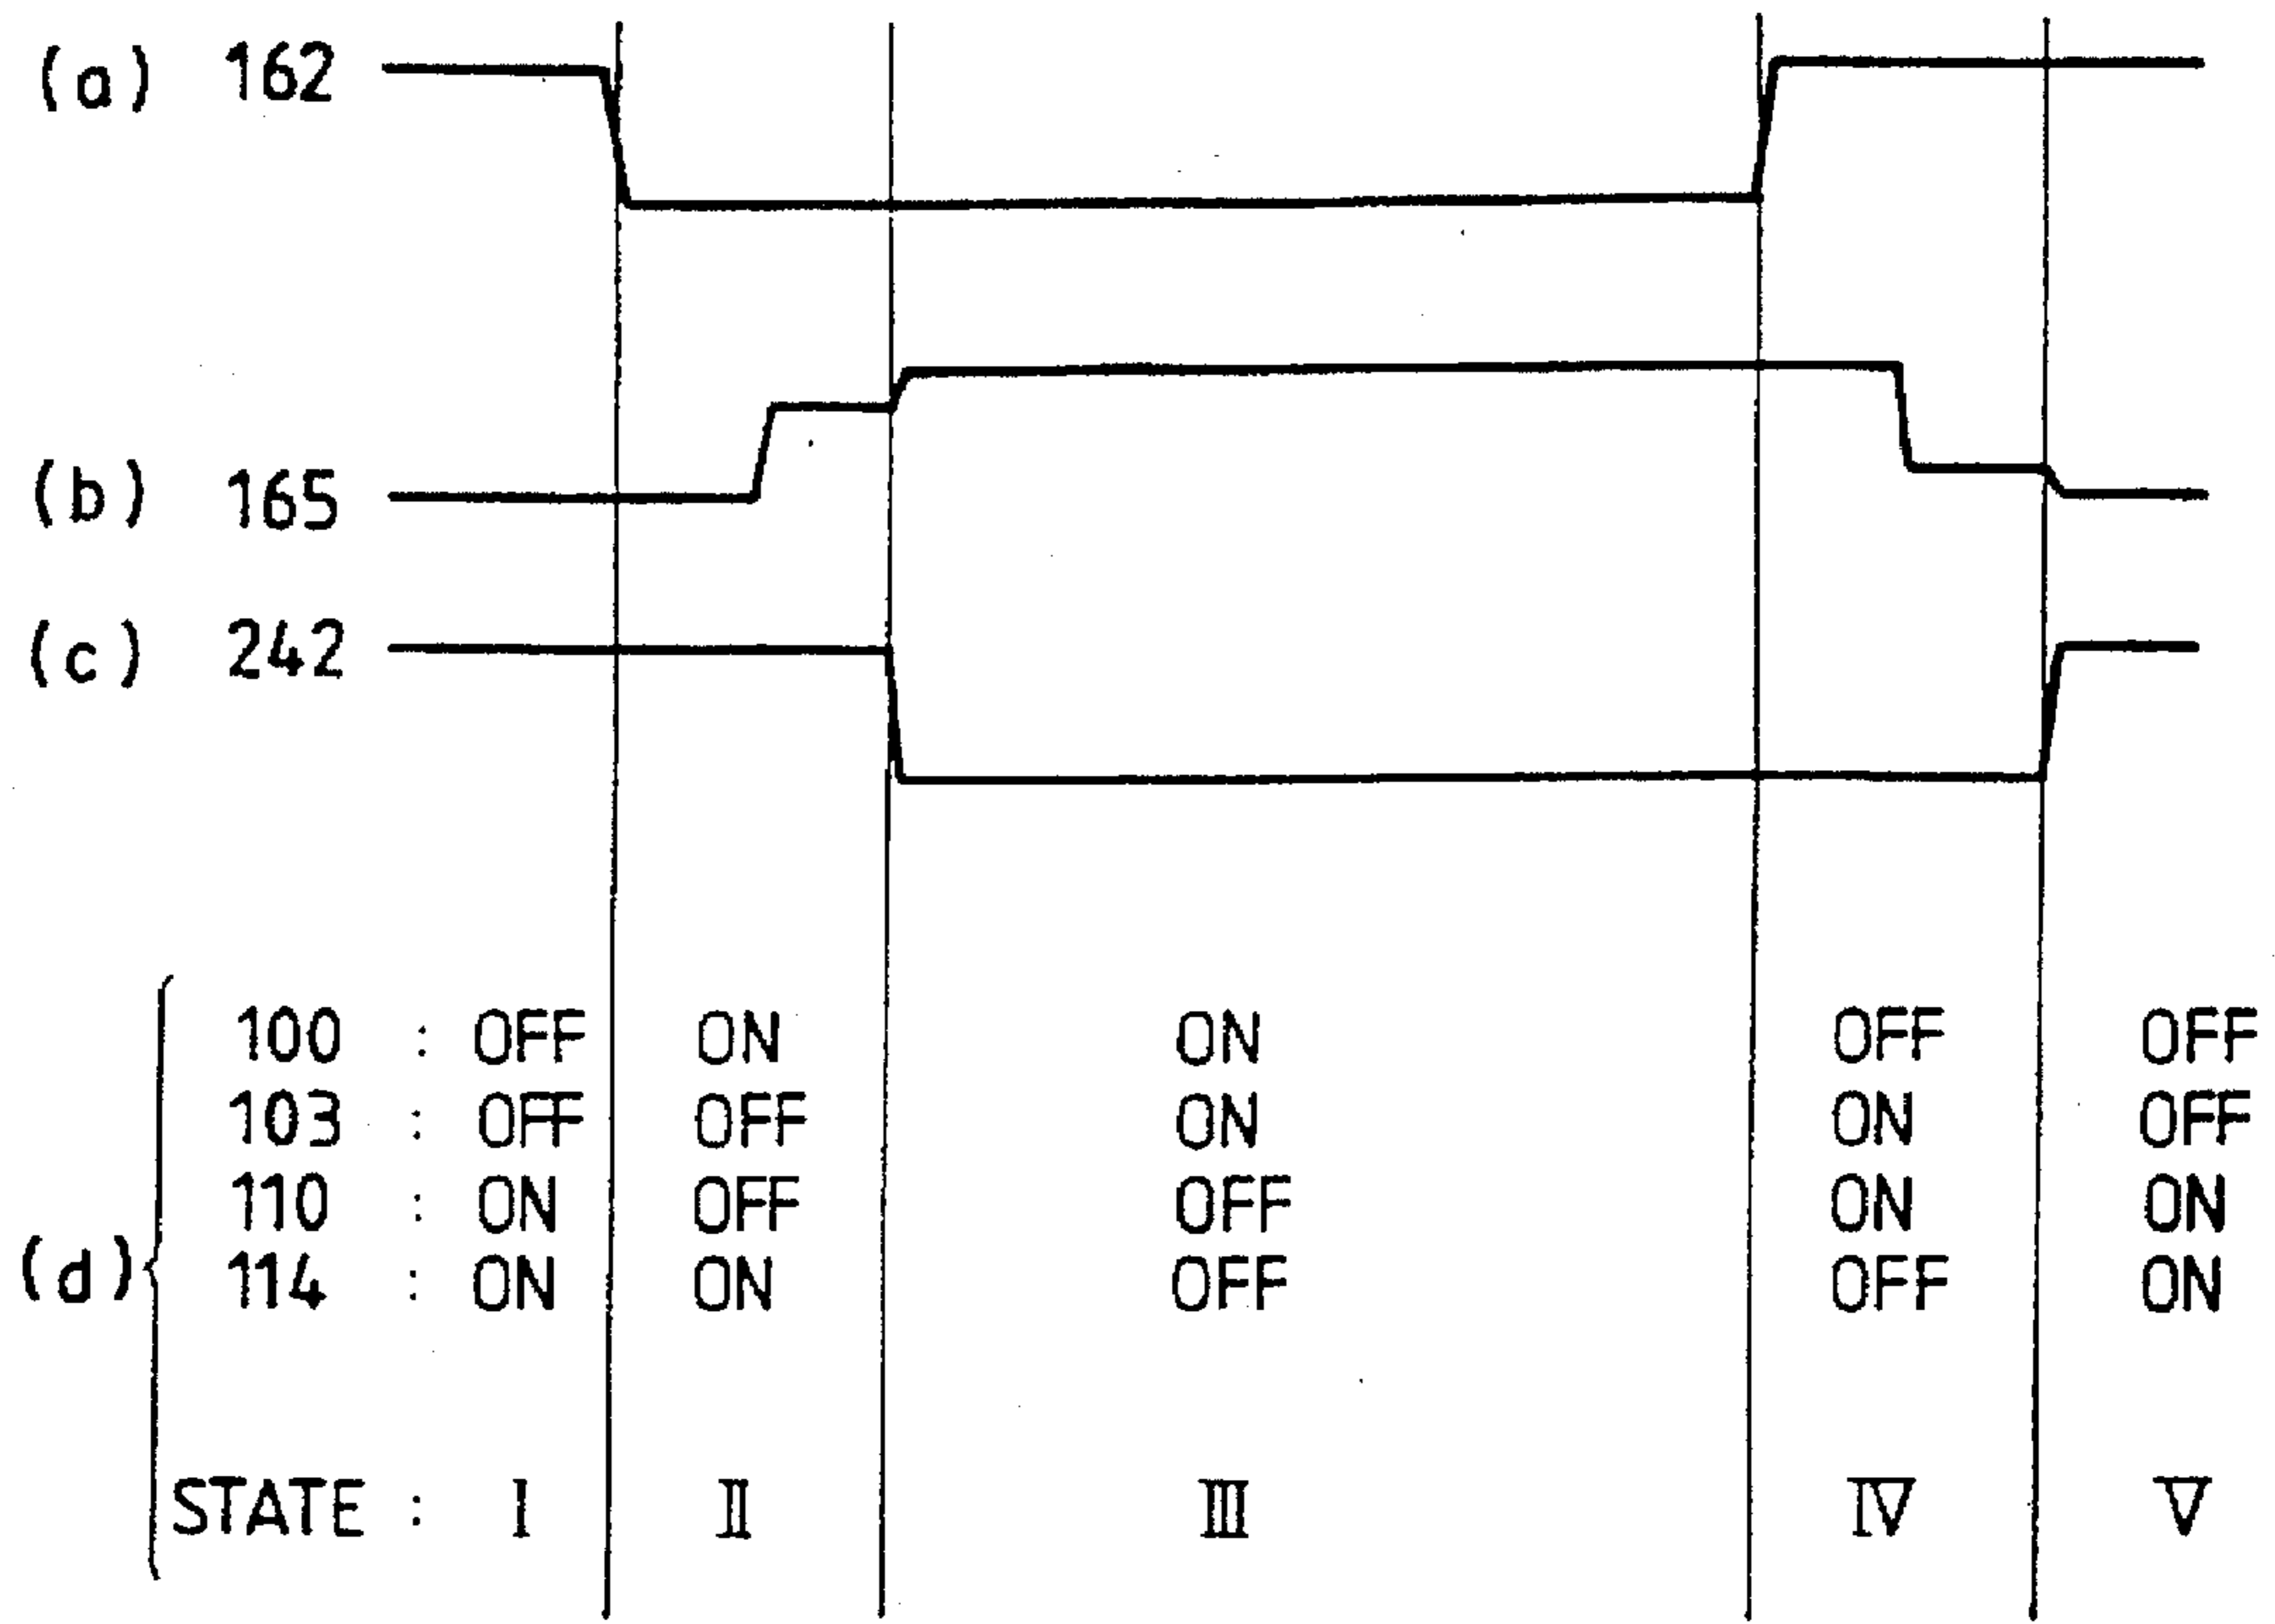 (a) 162
(b) 165
(c) 242
100 : OFF ON ON OFF OFF
103 : OFF OFF ON ON OFF
110 : ON OFF OFF ON ON
(d) 114 : ON ON OFF OFF ON
STATE : I II III IV V